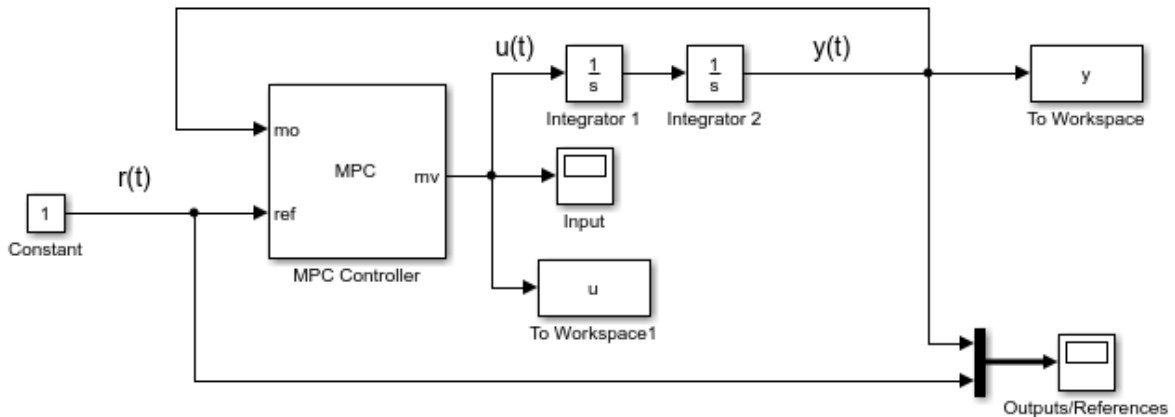 u(t)
y(t)
1
s
1
s
y
Integrator 1
Integrator 2
To Workspace
mo
MPC
mv
r(t)
1
ref
Constant
Input
MPC Controller
u
To Workspace1
Outputs/References